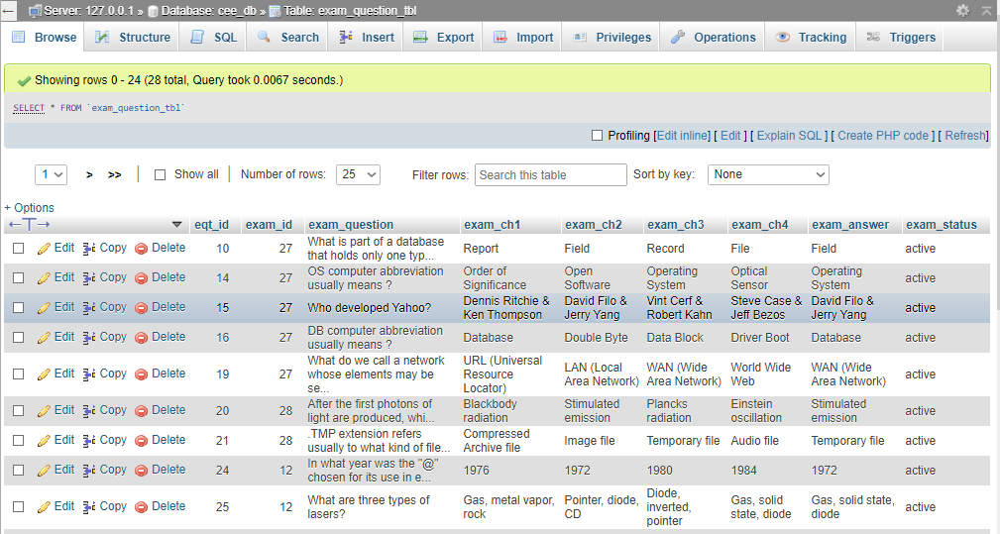 ← Server: 127.0.0.1 » Database: cee_db » Table: exam_question_tbl
Browse Structure SQL Search Insert Export Import Privileges Operations Tracking Triggers
Showing rows 0 - 24 (28 total, Query took 0.0067 seconds.)
SELECT * FROM `exam_question_tbl`
Profiling [Edit inline] [ Edit ] [ Explain SQL ] [ Create PHP code ] [ Refresh]
1 > >> Show all Number of rows: 25 Filter rows: Search this table Sort by key: None
+ Options
←T→ eqt_id exam_id exam_question exam_ch1 exam_ch2 exam_ch3 exam_ch4 exam_answer exam_status
Edit Copy Delete 10 27 What is part of a database that holds only one typ... Report Field Record File Field active
Edit Copy Delete 14 27 OS computer abbreviation usually means ? Order of Significance Open Software Operating System Optical Sensor Operating System active
Edit Copy Delete 15 27 Who developed Yahoo? Dennis Ritchie & Ken Thompson David Filo & Jerry Yang Vint Cerf & Robert Kahn Steve Case & Jeff Bezos David Filo & Jerry Yang active
Edit Copy Delete 16 27 DB computer abbreviation usually means ? Database Double Byte Data Block Driver Boot Database active
Edit Copy Delete 19 27 What do we call a network whose elements may be se... URL (Universal Resource Locator) LAN (Local Area Network) WAN (Wide Area Network) World Wide Web WAN (Wide Area Network) active
Edit Copy Delete 20 28 After the first photons of light are produced, whi... Blackbody radiation Stimulated emission Plancks radiation Einstein oscillation Stimulated emission active
Edit Copy Delete 21 28 .TMP extension refers usually to what kind of file... Compressed Archive file Image file Temporary file Audio file Temporary file active
Edit Copy Delete 24 12 In what year was the "@" chosen for its use in e... 1976 1972 1980 1984 1972 active
Edit Copy Delete 25 12 What are three types of lasers? Gas, metal vapor, rock Pointer, diode, CD Diode, inverted, pointer Gas, solid state, diode Gas, solid state, diode active